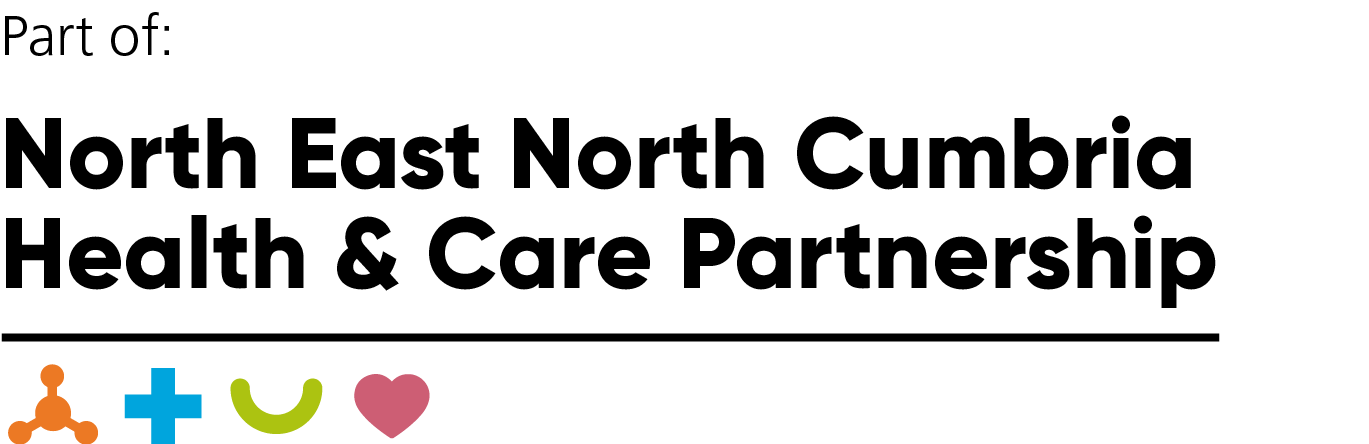 Part of:
North East North Cumbria
Health & Care Partnership